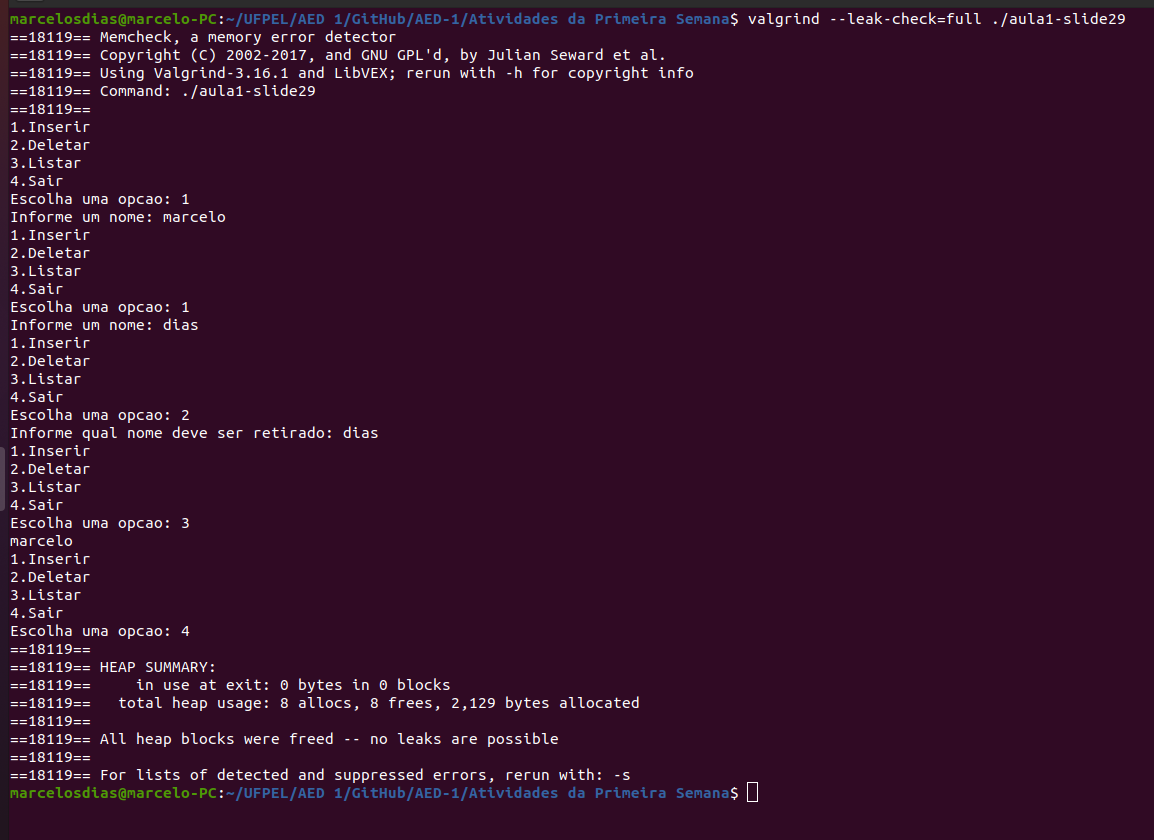 marcelosdias@marcelo-PC:~/UFPEL/AED 1/GitHub/AED-1/Atividades da Primeira Semana$ valgrind --leak-check=full ./aula1-slide29
==18119== Memcheck, a memory error detector
==18119== Copyright (C) 2002-2017, and GNU GPL'd, by Julian Seward et al.
==18119== Using Valgrind-3.16.1 and LibVEX; rerun with -h for copyright info
==18119== Command: ./aula1-slide29
==18119==
1.Inserir
2.Deletar
3.Listar
4.Sair
Escolha uma opcao: 1
Informe um nome: marcelo
1.Inserir
2.Deletar
3.Listar
4.Sair
Escolha uma opcao: 1
Informe um nome: dias
1.Inserir
2.Deletar
3.Listar
4.Sair
Escolha uma opcao: 2
Informe qual nome deve ser retirado: dias
1.Inserir
2.Deletar
3.Listar
4.Sair
Escolha uma opcao: 3
marcelo
1.Inserir
2.Deletar
3.Listar
4.Sair
Escolha uma opcao: 4
==18119==
==18119== HEAP SUMMARY:
==18119==     in use at exit: 0 bytes in 0 blocks
==18119==   total heap usage: 8 allocs, 8 frees, 2,129 bytes allocated
==18119==
==18119== All heap blocks were freed -- no leaks are possible
==18119==
==18119== For lists of detected and suppressed errors, rerun with: -s
marcelosdias@marcelo-PC:~/UFPEL/AED 1/GitHub/AED-1/Atividades da Primeira Semana$